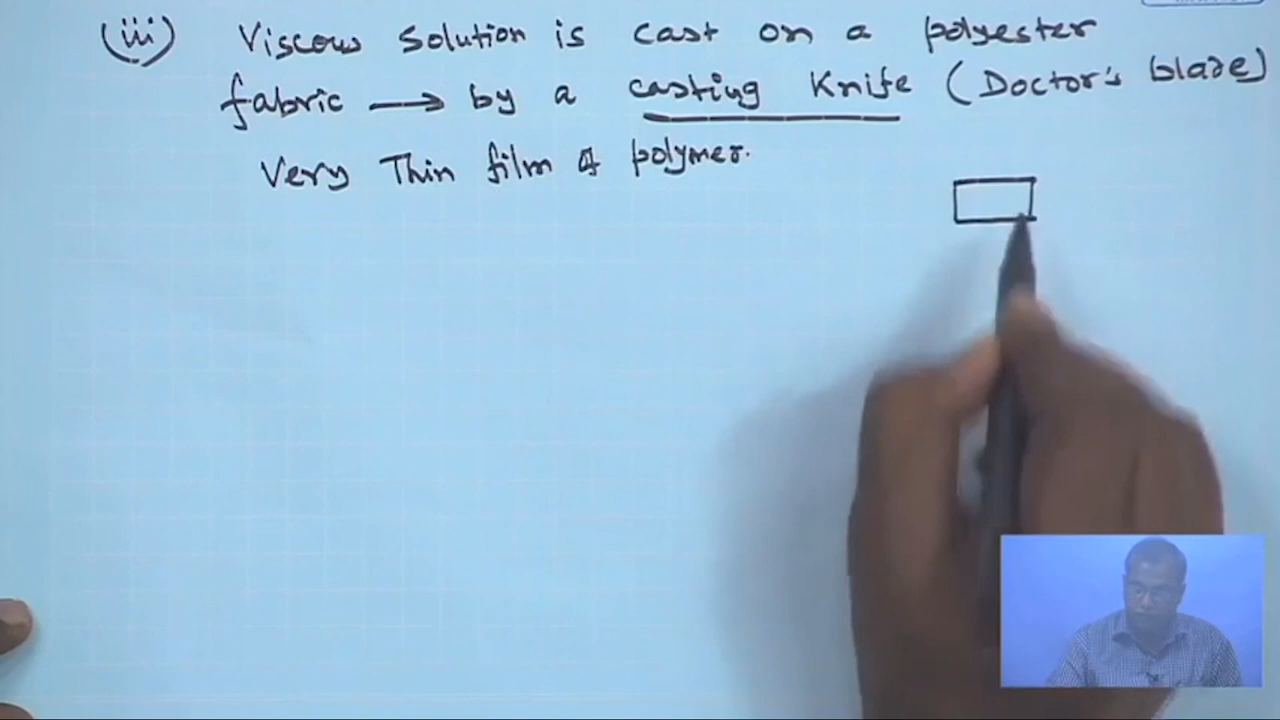 (iii) Viscous Solution is cast on a polyester
fabric → by a casting Knife (Doctor's blade)
Very Thin film of polymer.